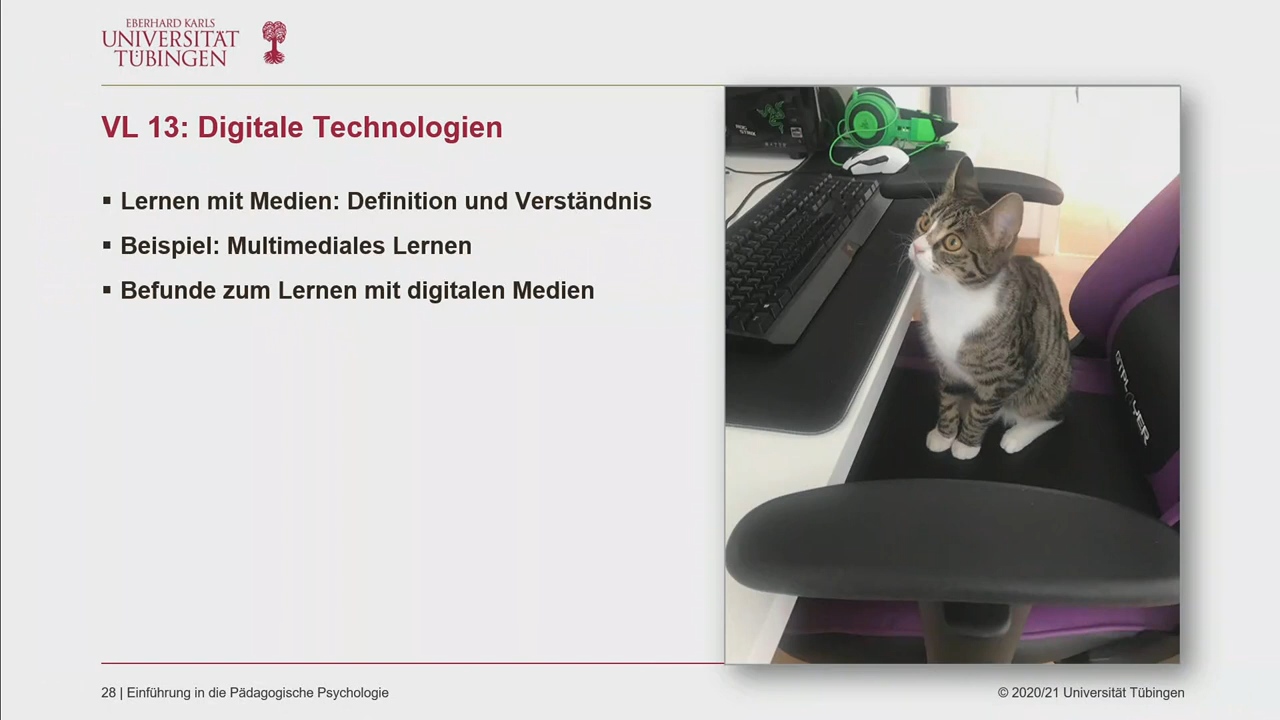 EBERHARD KARLS
UNIVERSITÄT
TÜBINGEN
VL 13: Digitale Technologien
▪ Lernen mit Medien: Definition und Verständnis
▪ Beispiel: Multimediales Lernen
▪ Befunde zum Lernen mit digitalen Medien
GTPLAYER
28 | Einführung in die Pädagogische Psychologie
© 2020/21 Universität Tübingen